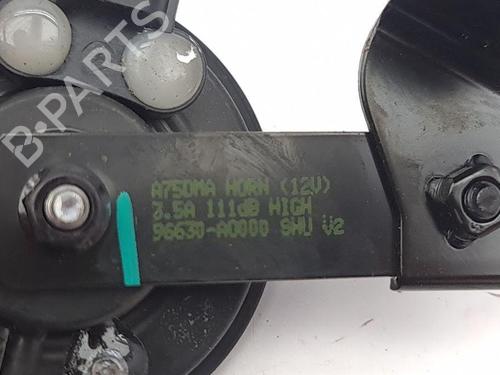 B-PARTS
A750MA HORN (12V)
3.5A 111dB HIGH
96630-A0000 SWU V2